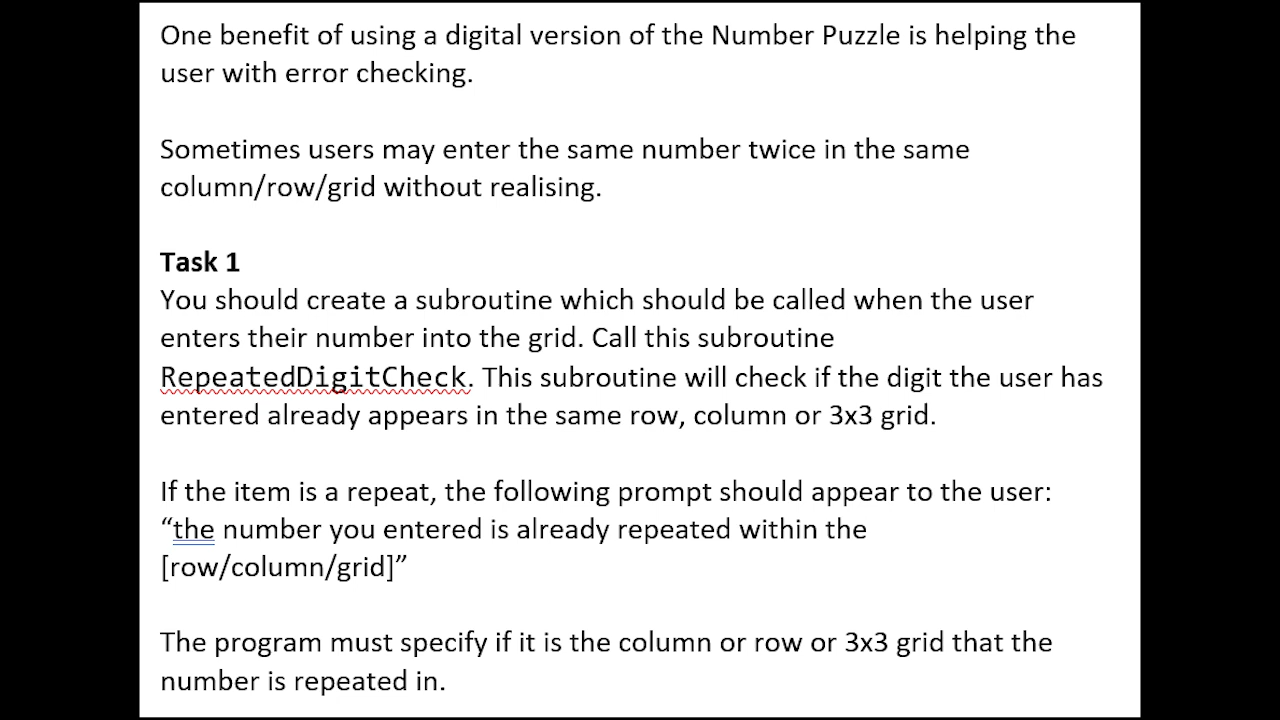 One benefit of using a digital version of the Number Puzzle is helping the
user with error checking.
Sometimes users may enter the same number twice in the same
column/row/grid without realising.
Task 1
You should create a subroutine which should be called when the user
enters their number into the grid. Call this subroutine
RepeatedDigitCheck. This subroutine will check if the digit the user has
entered already appears in the same row, column or 3x3 grid.
If the item is a repeat, the following prompt should appear to the user:
“the number you entered is already repeated within the
[row/column/grid]”
The program must specify if it is the column or row or 3x3 grid that the
number is repeated in.